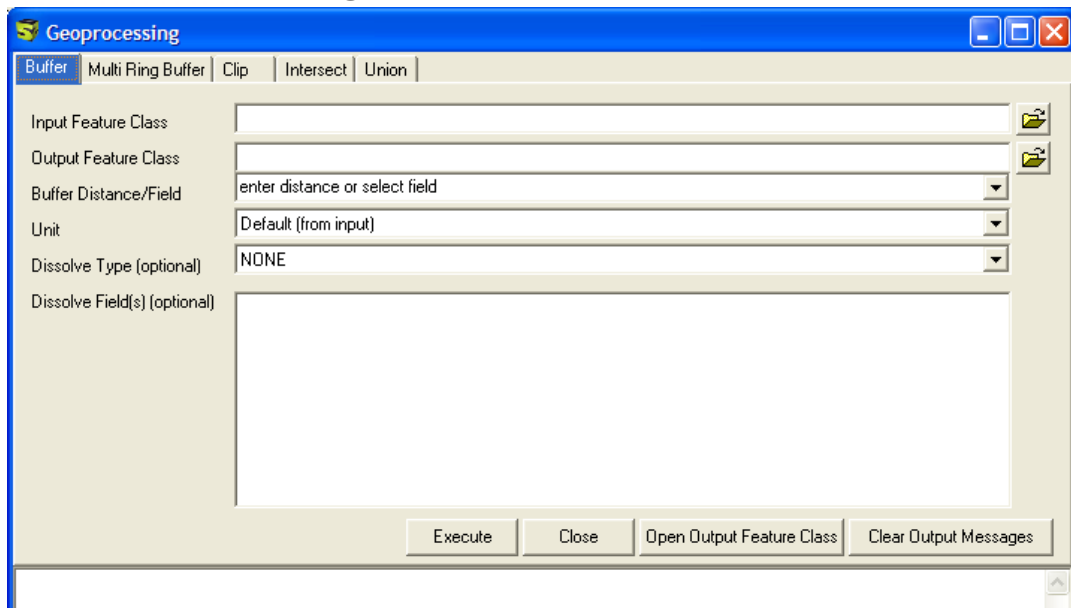 Geoprocessing
Buffer Multi Ring Buffer Clip Intersect Union
Input Feature Class
Output Feature Class
Buffer Distance/Field enter distance or select field
Unit Default (from input)
Dissolve Type (optional) NONE
Dissolve Field(s) (optional)
Execute Close Open Output Feature Class Clear Output Messages